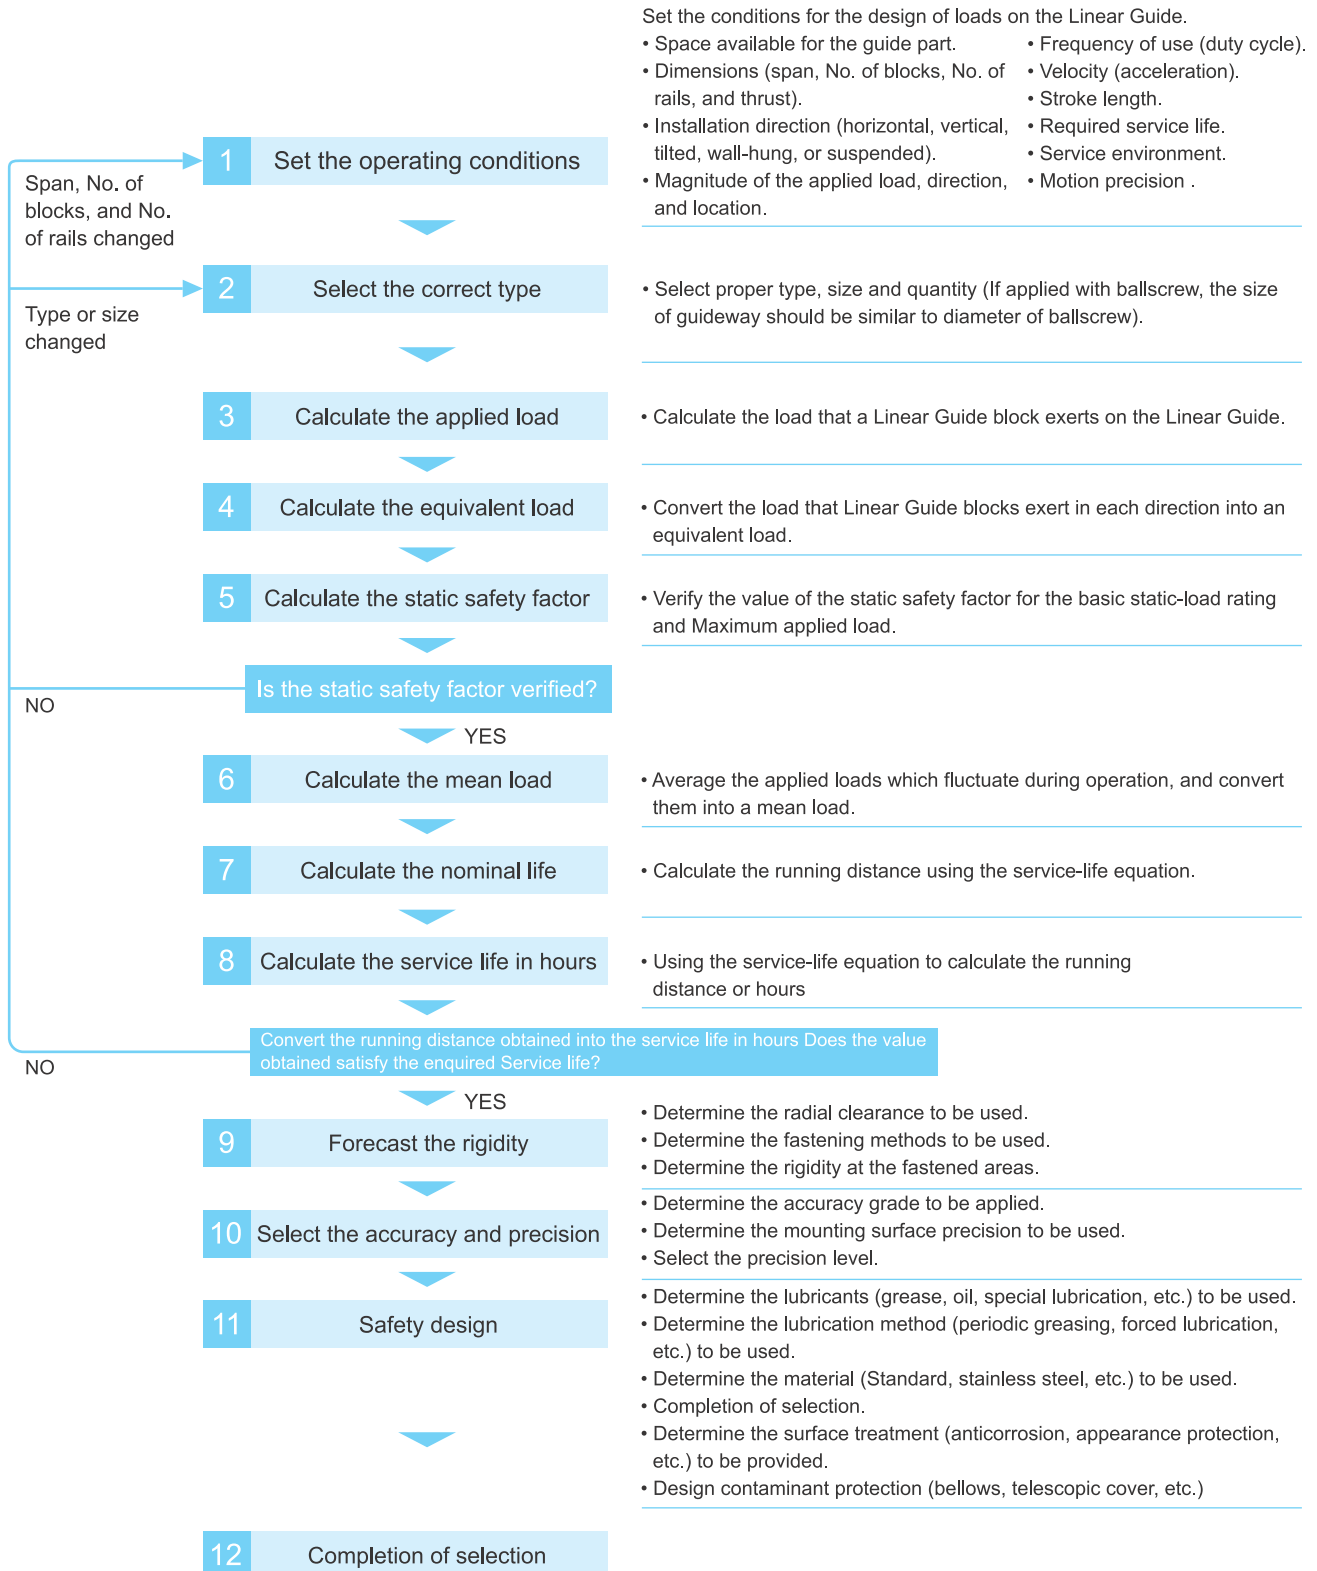 Set the conditions for the design of loads on the Linear Guide.
• Space available for the guide part.
• Dimensions (span, No. of blocks, No. of
rails, and thrust).
• Installation direction (horizontal, vertical,
tilted, wall-hung, or suspended).
• Magnitude of the applied load, direction,
and location.
• Frequency of use (duty cycle).
• Velocity (acceleration).
• Stroke length.
• Required service life.
• Service environment.
• Motion precision .
1 Set the operating conditions
Span, No. of
blocks, and No.
of rails changed
2 Select the correct type
Type or size
changed
• Select proper type, size and quantity (If applied with ballscrew, the size
of guideway should be similar to diameter of ballscrew).
3 Calculate the applied load
• Calculate the load that a Linear Guide block exerts on the Linear Guide.
4 Calculate the equivalent load
• Convert the load that Linear Guide blocks exert in each direction into an
equivalent load.
5 Calculate the static safety factor
• Verify the value of the static safety factor for the basic static-load rating
and Maximum applied load.
Is the static safety factor verified?
NO
YES
6 Calculate the mean load
• Average the applied loads which fluctuate during operation, and convert
them into a mean load.
7 Calculate the nominal life
• Calculate the running distance using the service-life equation.
8 Calculate the service life in hours
• Using the service-life equation to calculate the running
distance or hours
Convert the running distance obtained into the service life in hours Does the value
obtained satisfy the enquired Service life?
NO
YES
9 Forecast the rigidity
• Determine the radial clearance to be used.
• Determine the fastening methods to be used.
• Determine the rigidity at the fastened areas.
10 Select the accuracy and precision
• Determine the accuracy grade to be applied.
• Determine the mounting surface precision to be used.
• Select the precision level.
11 Safety design
• Determine the lubricants (grease, oil, special lubrication, etc.) to be used.
• Determine the lubrication method (periodic greasing, forced lubrication,
etc.) to be used.
• Determine the material (Standard, stainless steel, etc.) to be used.
• Completion of selection.
• Determine the surface treatment (anticorrosion, appearance protection,
etc.) to be provided.
• Design contaminant protection (bellows, telescopic cover, etc.)
12 Completion of selection